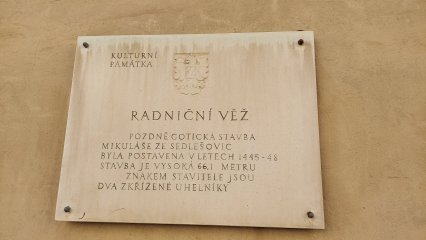 KULTURNÍ
PAMÁTKA
RADNIČNÍ VĚŽ
POZDNĚ GOTICKÁ STAVBA
MIKULÁŠE ZE SEDLEŠOVIC
BYLA POSTAVENA V LETECH 1445-48
STAVBA JE VYSOKÁ 66,1 METRU
ZNAKEM STAVITELE JSOU
DVA ZKŘÍŽENÉ ÚHELNÍKY